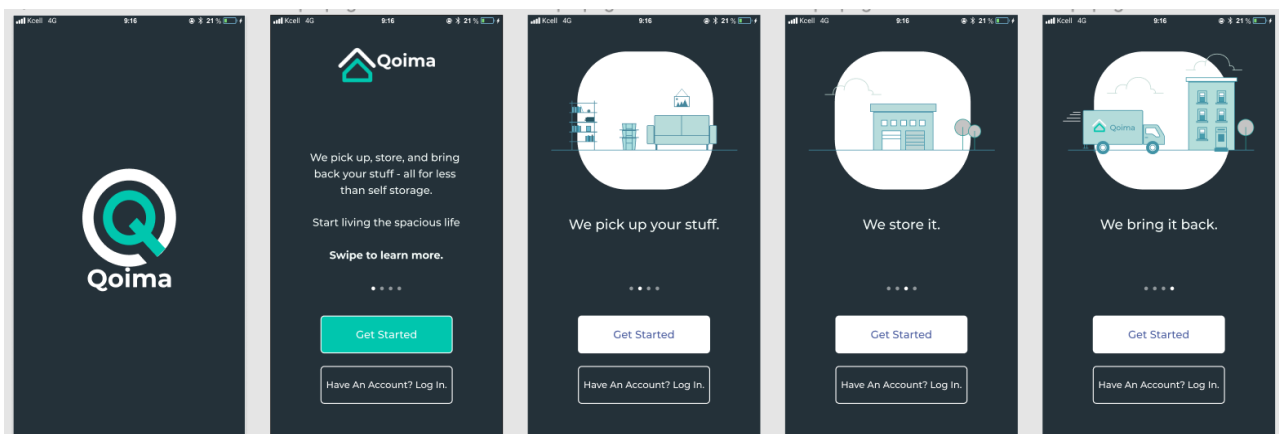 Kcell 4G 9:16 21 %
Qoima
Kcell 4G 9:16 21 %
Qoima
We pick up, store, and bring
back your stuff - all for less
than self storage.
Start living the spacious life
Swipe to learn more.
Get Started
Have An Account? Log In.
Kcell 4G 9:16 21 %
We pick up your stuff.
Get Started
Have An Account? Log In.
Kcell 4G 9:16 21 %
We store it.
Get Started
Have An Account? Log In.
Kcell 4G 9:16 21 %
Qoima
We bring it back.
Get Started
Have An Account? Log In.